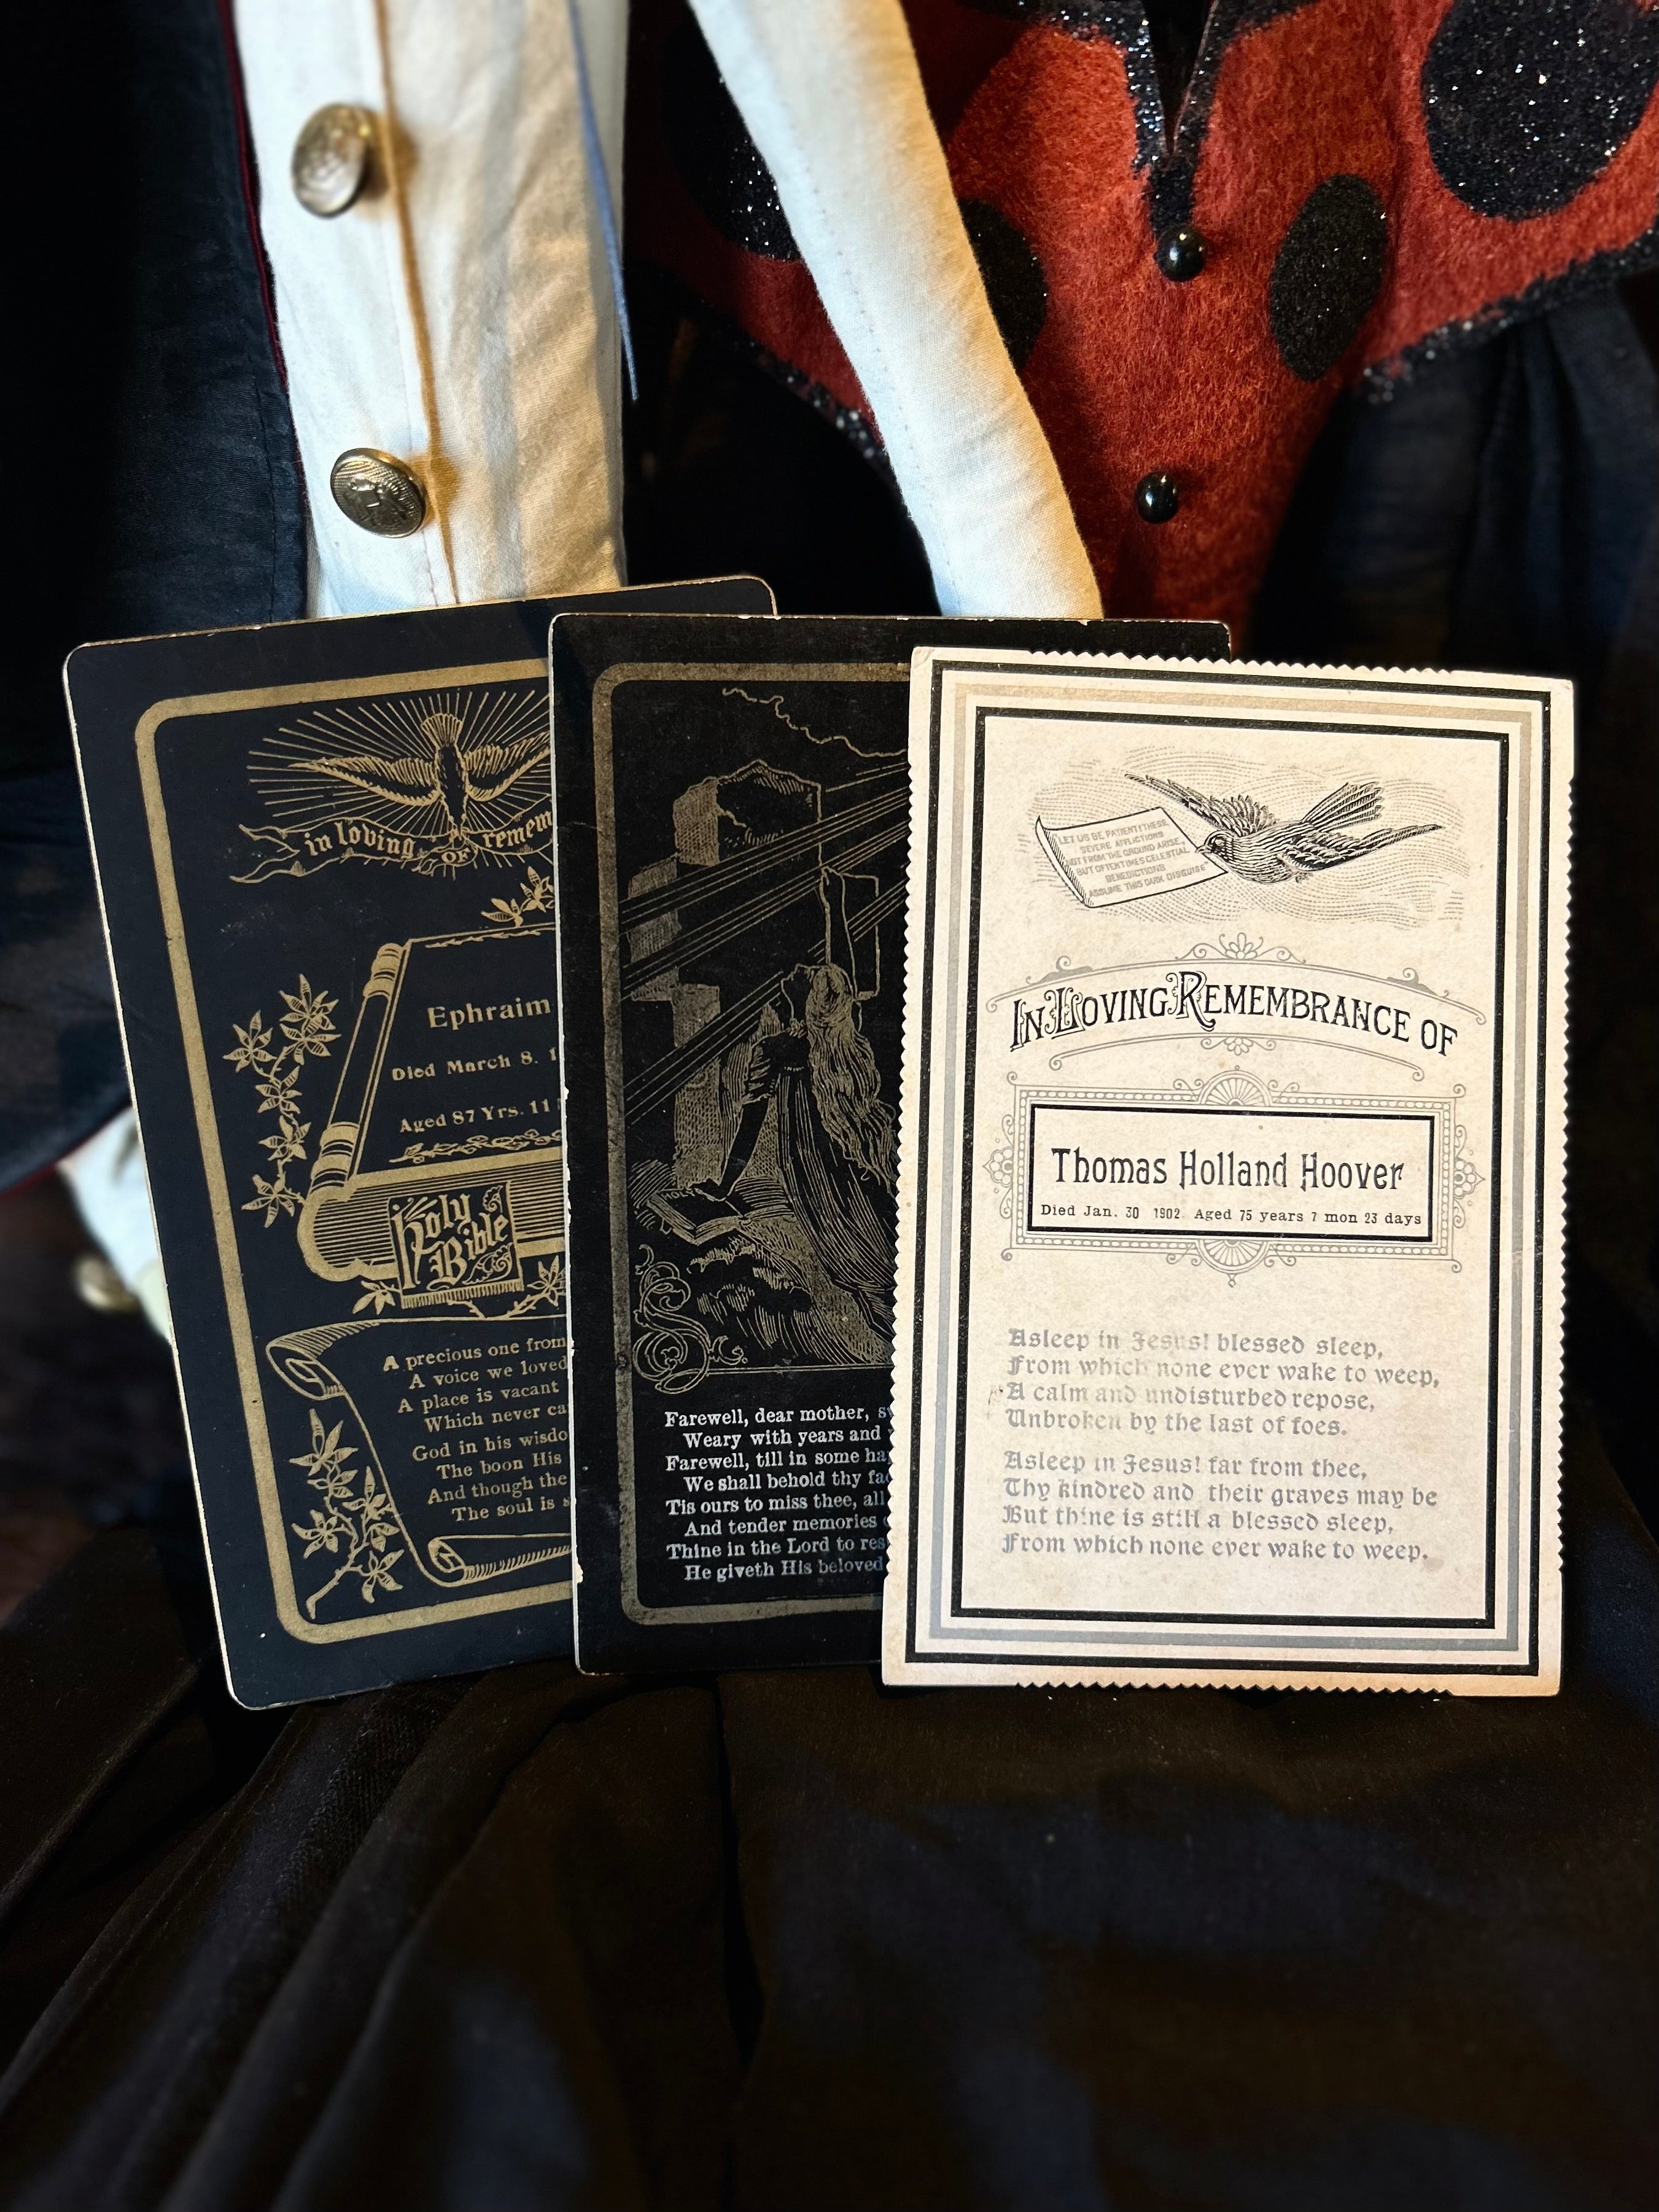 in loving
OF
Ephraim
Died March 8. 1
Aged 87 Yrs. 11
Holy
Bible
A precious one from
A voice we loved
A place is vacant
Which never
God in his
The boon His
And though the
The soul is
Farewell, dear mother,
Weary with years and
Farewell, till in some
We shall behold thy
Tis ours to miss thee, all
And tender memories
Thine in the Lord to
He giveth His beloved
LET US BE PATIENT! THESE
SEVERE AFFLICTIONS
NOT FROM THE GROUND ARISE,
BUT OFTENTIMES CELESTIAL
BENEDICTIONS
ASSUME THIS DARK DISGUISE
IN LOVING REMEMBRANCE OF
Thomas Holland Hoover
Died Jan. 30 1902 Aged 75 years 7 mon 23 days
Asleep in Jesus! blessed sleep,
From which none ever wake to weep,
A calm and undisturbed repose,
Unbroken by the last of foes.
Asleep in Jesus! far from thee,
Thy kindred and their graves may be
But thine is still a blessed sleep,
From which none ever wake to weep.